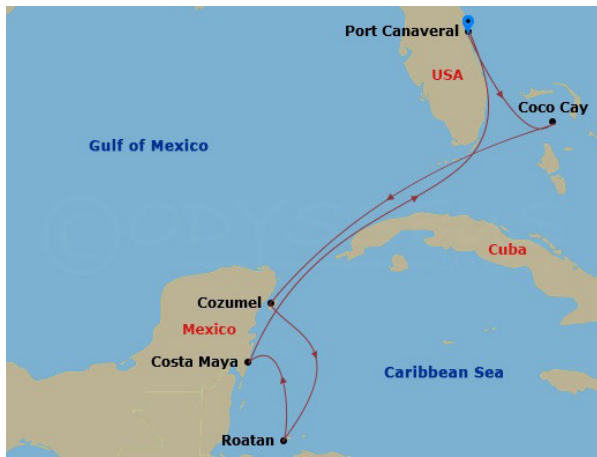 Port Canaveral
USA
Coco Cay
Gulf of Mexico
Cuba
Cozumel
Mexico
Costa Maya
Caribbean Sea
Roatan